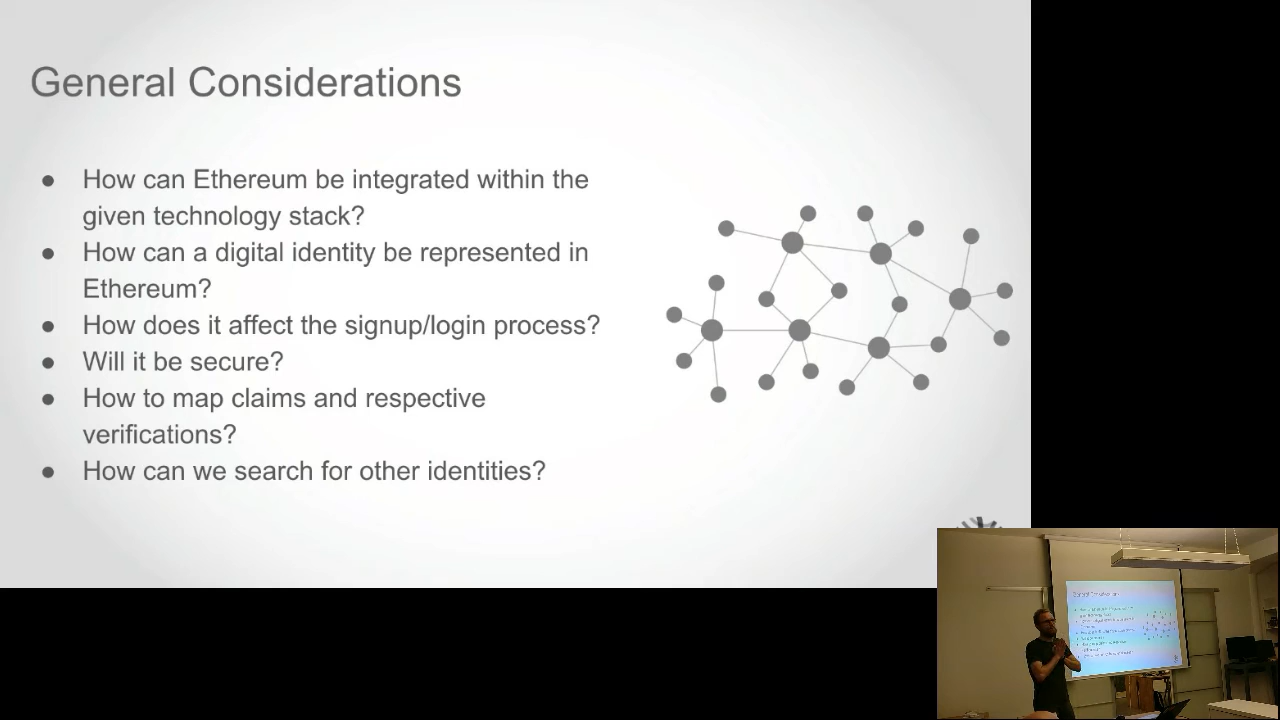 General Considerations
● How can Ethereum be integrated within the
given technology stack?
● How can a digital identity be represented in
Ethereum?
● How does it affect the signup/login process?
● Will it be secure?
● How to map claims and respective
verifications?
● How can we search for other identities?
General Considerations